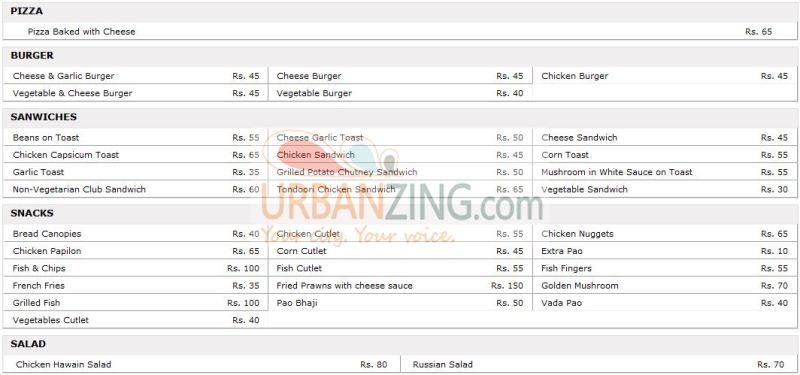 PIZZA
Pizza Baked with Cheese Rs. 65
BURGER
Cheese & Garlic Burger Rs. 45 Cheese Burger Rs. 45 Chicken Burger Rs. 45
Vegetable & Cheese Burger Rs. 45 Vegetable Burger Rs. 40
SANWICHES
Beans on Toast Rs. 55 Cheese Garlic Toast Rs. 50 Cheese Sandwich Rs. 45
Chicken Capsicum Toast Rs. 65 Chicken Sandwich Rs. 45 Corn Toast Rs. 55
Garlic Toast Rs. 35 Grilled Potato Chutney Sandwich Rs. 50 Mushroom in White Sauce on Toast Rs. 55
Non-Vegetarian Club Sandwich Rs. 60 Tondoori Chicken Sandwich Rs. 65 Vegetable Sandwich Rs. 30
URBANZING.com
SNACKS
Bread Canopies Rs. 40 Chicken Cutlet Rs. 55 Chicken Nuggets Rs. 65
Your city. Your voice.
Chicken Papilon Rs. 65 Corn Cutlet Rs. 45 Extra Pao Rs. 10
Fish & Chips Rs. 100 Fish Cutlet Rs. 55 Fish Fingers Rs. 55
French Fries Rs. 35 Fried Prawns with cheese sauce Rs. 150 Golden Mushroom Rs. 70
Grilled Fish Rs. 100 Pao Bhaji Rs. 50 Vada Pao Rs. 40
Vegetables Cutlet Rs. 40
SALAD
Chicken Hawain Salad Rs. 80 Russian Salad Rs. 70